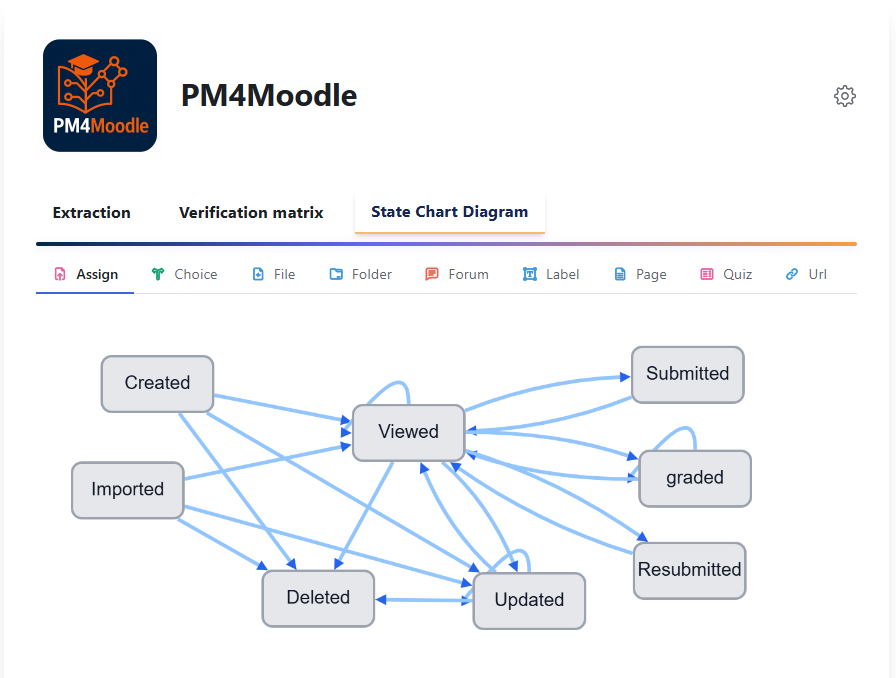 PM4Moodle
PM4Moodle
Extraction Verification matrix State Chart Diagram
Assign Choice File Folder Forum Label Page Quiz Url
Created
Submitted
Viewed
graded
Imported
Resubmitted
Deleted
Updated